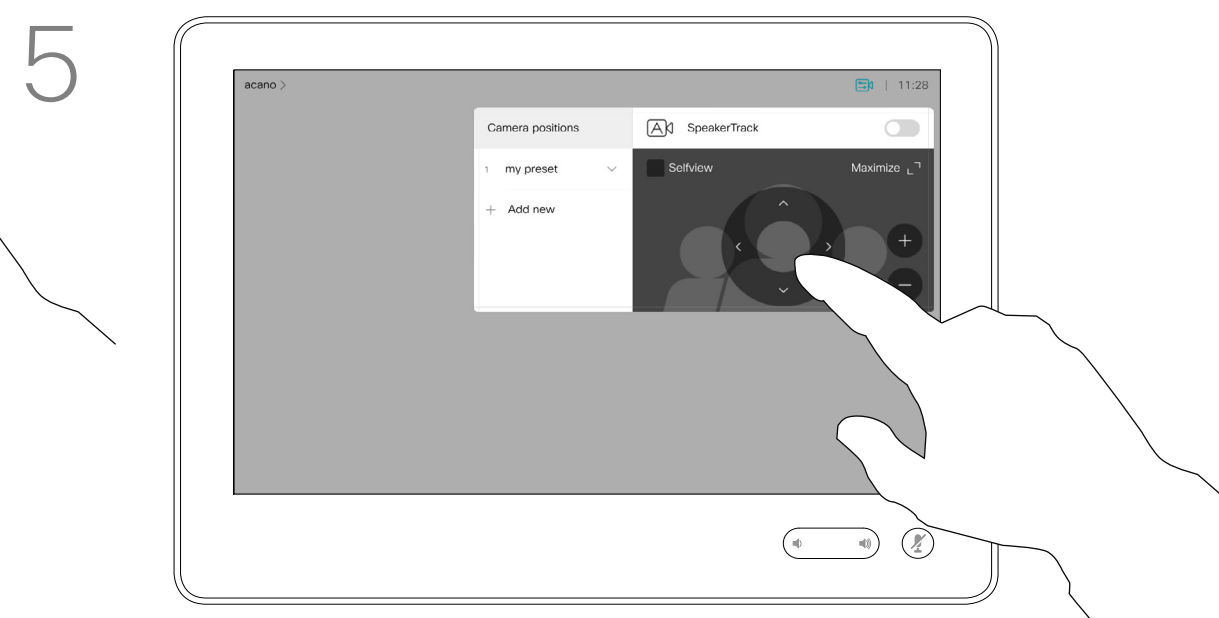 5
acano >
| 11:28
Camera positions
SpeakerTrack
1 my preset
Selfview
Maximize
+ Add new